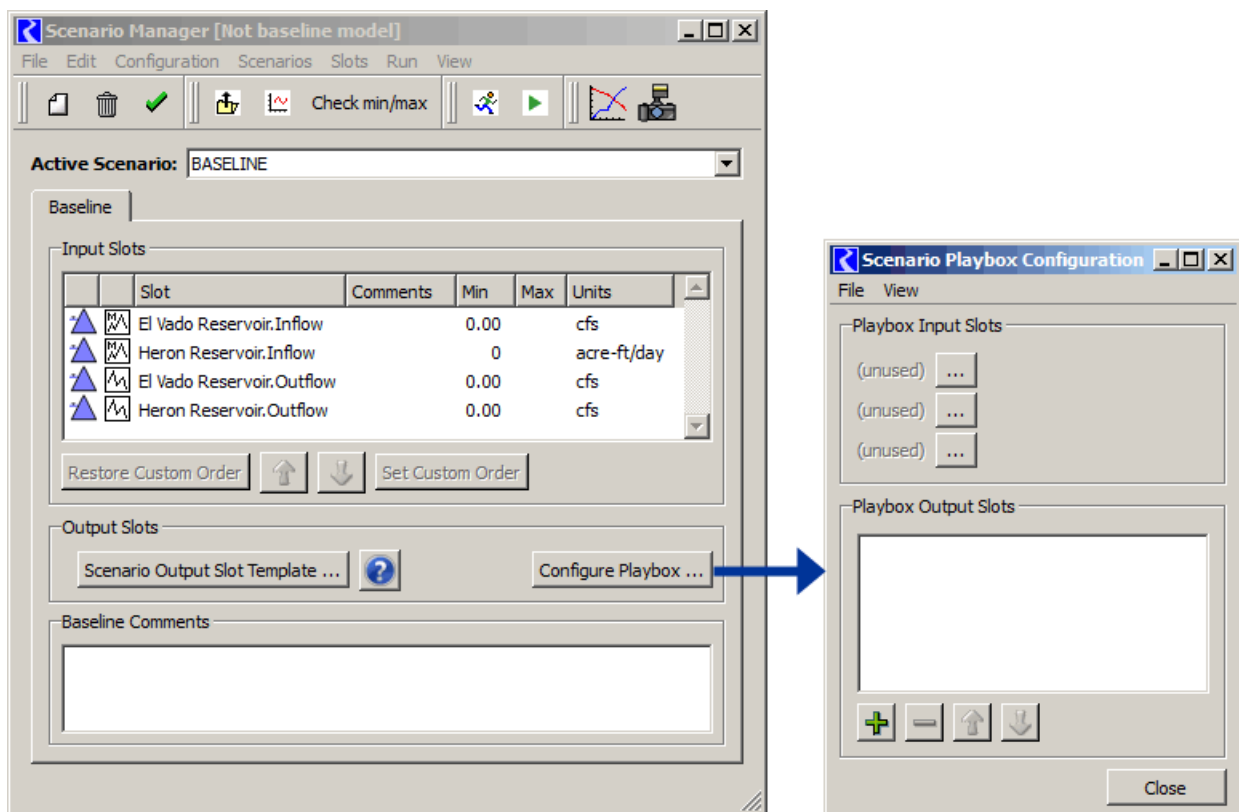 Scenario Manager [Not baseline model]
File Edit Configuration Scenarios Slots Run View
Check min/max
Active Scenario: BASELINE
Baseline
Input Slots
Slot Comments Min Max Units
El Vado Reservoir.Inflow 0.00 cfs
Heron Reservoir.Inflow 0 acre-ft/day
El Vado Reservoir.Outflow 0.00 cfs
Heron Reservoir.Outflow 0.00 cfs
Restore Custom Order Set Custom Order
Output Slots
Scenario Output Slot Template ... ? Configure Playbox ...
Baseline Comments
Scenario Playbox Configuration
File View
Playbox Input Slots
(unused) ...
(unused) ...
(unused) ...
Playbox Output Slots
Close